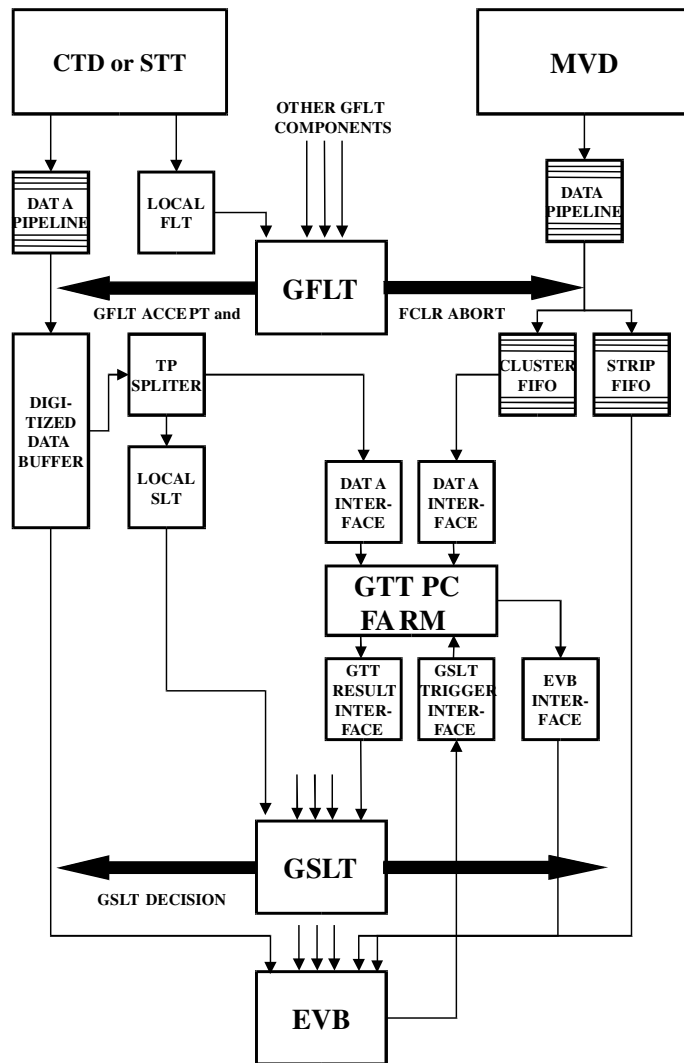 CTD or STT
MVD
OTHER GFLT
COMPONENTS
DATA
PIPELINE
LOCAL
FLT
DATA
PIPELINE
GFLT
GFLT ACCEPT and
FCLR ABORT
DIGI-
TIZED
DATA
BUFFER
TP
SPLITER
CLUSTER
FIFO
STRIP
FIFO
LOCAL
SLT
DATA
INTER-
FACE
DATA
INTER-
FACE
GTT PC
FARM
GTT
RESULT
INTER-
FACE
GSLT
TRIGGER
INTER-
FACE
EVB
INTER-
FACE
GSLT
GSLT DECISION
EVB